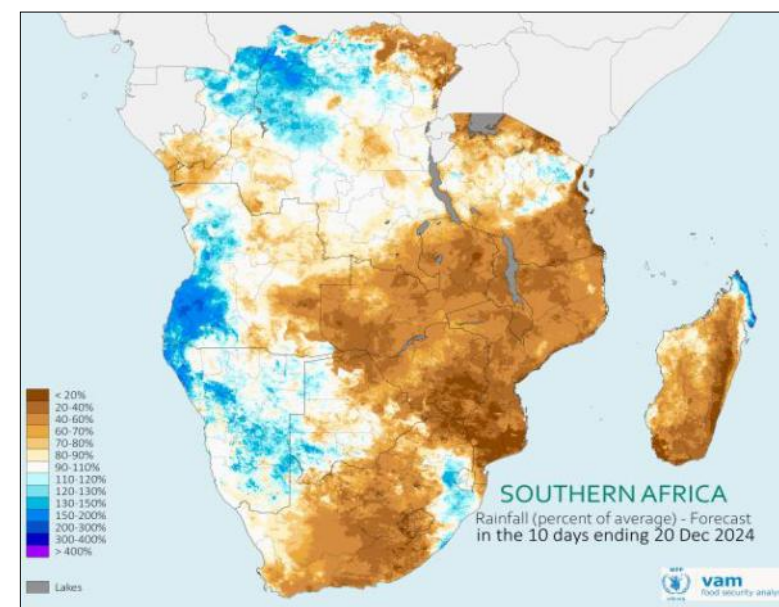 < 20%
20-40%
40-60%
60-70%
70-80%
80-90%
90-110%
110-120%
120-130%
130-150%
150-200%
200-300%
300-400%
> 400%
Lakes
SOUTHERN AFRICA
Rainfall (percent of average) - Forecast
in the 10 days ending 20 Dec 2024
WFP
vam
food security analys